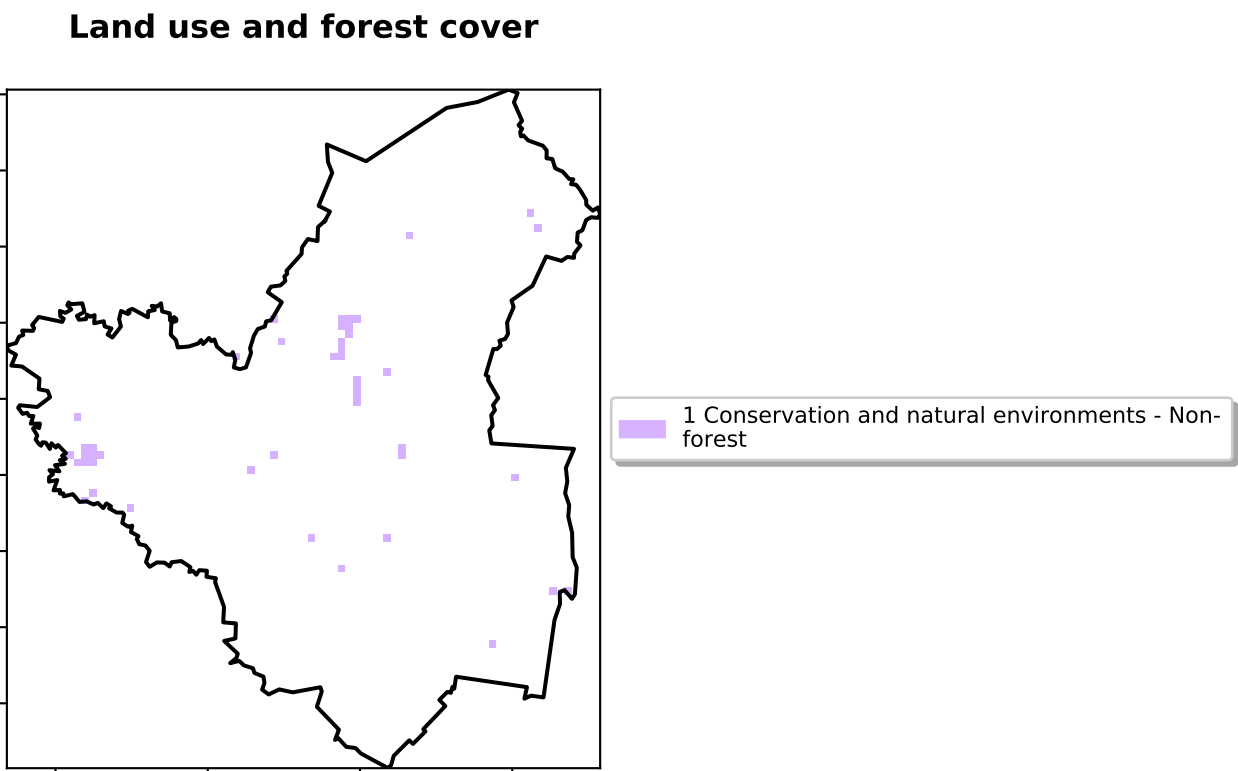 Land use and forest cover
1 Conservation and natural environments - Non-
forest